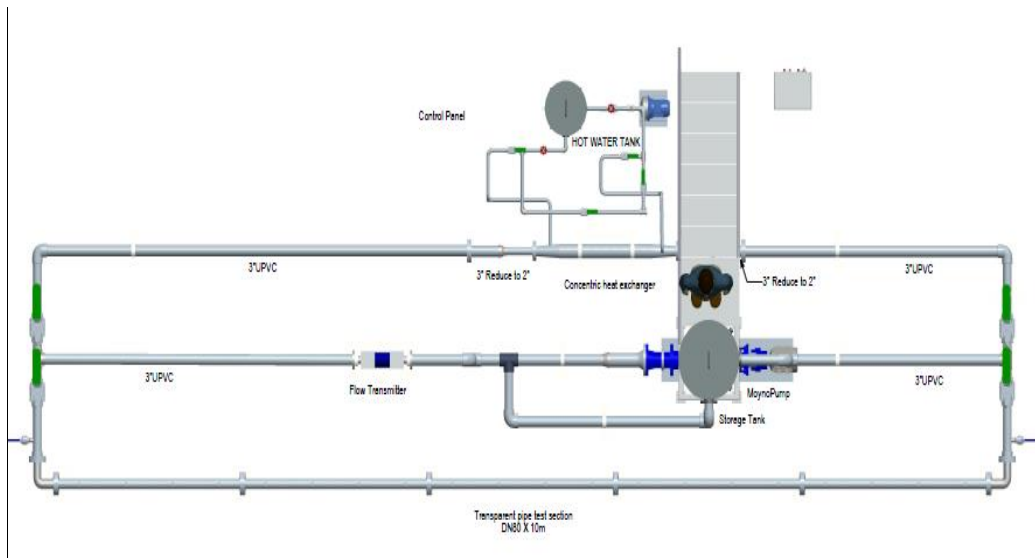 Control Panel
HOT WATER TANK
3"UPVC
3" Reduce to 2"
Concentric heat exchanger
3" Reduce to 2"
3"UPVC
3"UPVC
Flow Transmitter
MoynoPump
3"UPVC
Storage Tank
Transparent pipe test section
DN80 X 10m